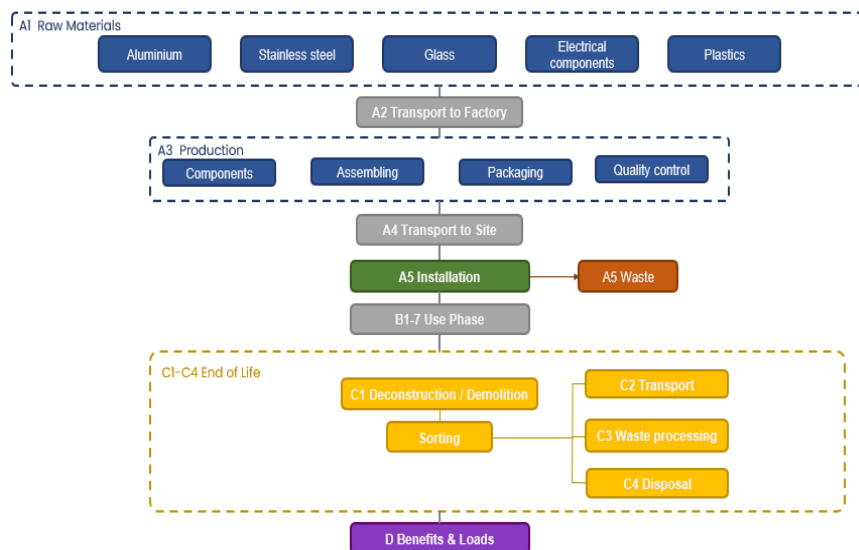 A1 Raw Materials
Aluminium
Stainless steel
Glass
Electrical
components
Plastics
A2 Transport to Factory
A3 Production
Components
Assembling
Packaging
Quality control
A4 Transport to Site
A5 Installation
A5 Waste
B1-7 Use Phase
C1-C4 End of Life
C1 Deconstruction / Demolition
C2 Transport
Sorting
C3 Waste processing
C4 Disposal
D Benefits & Loads